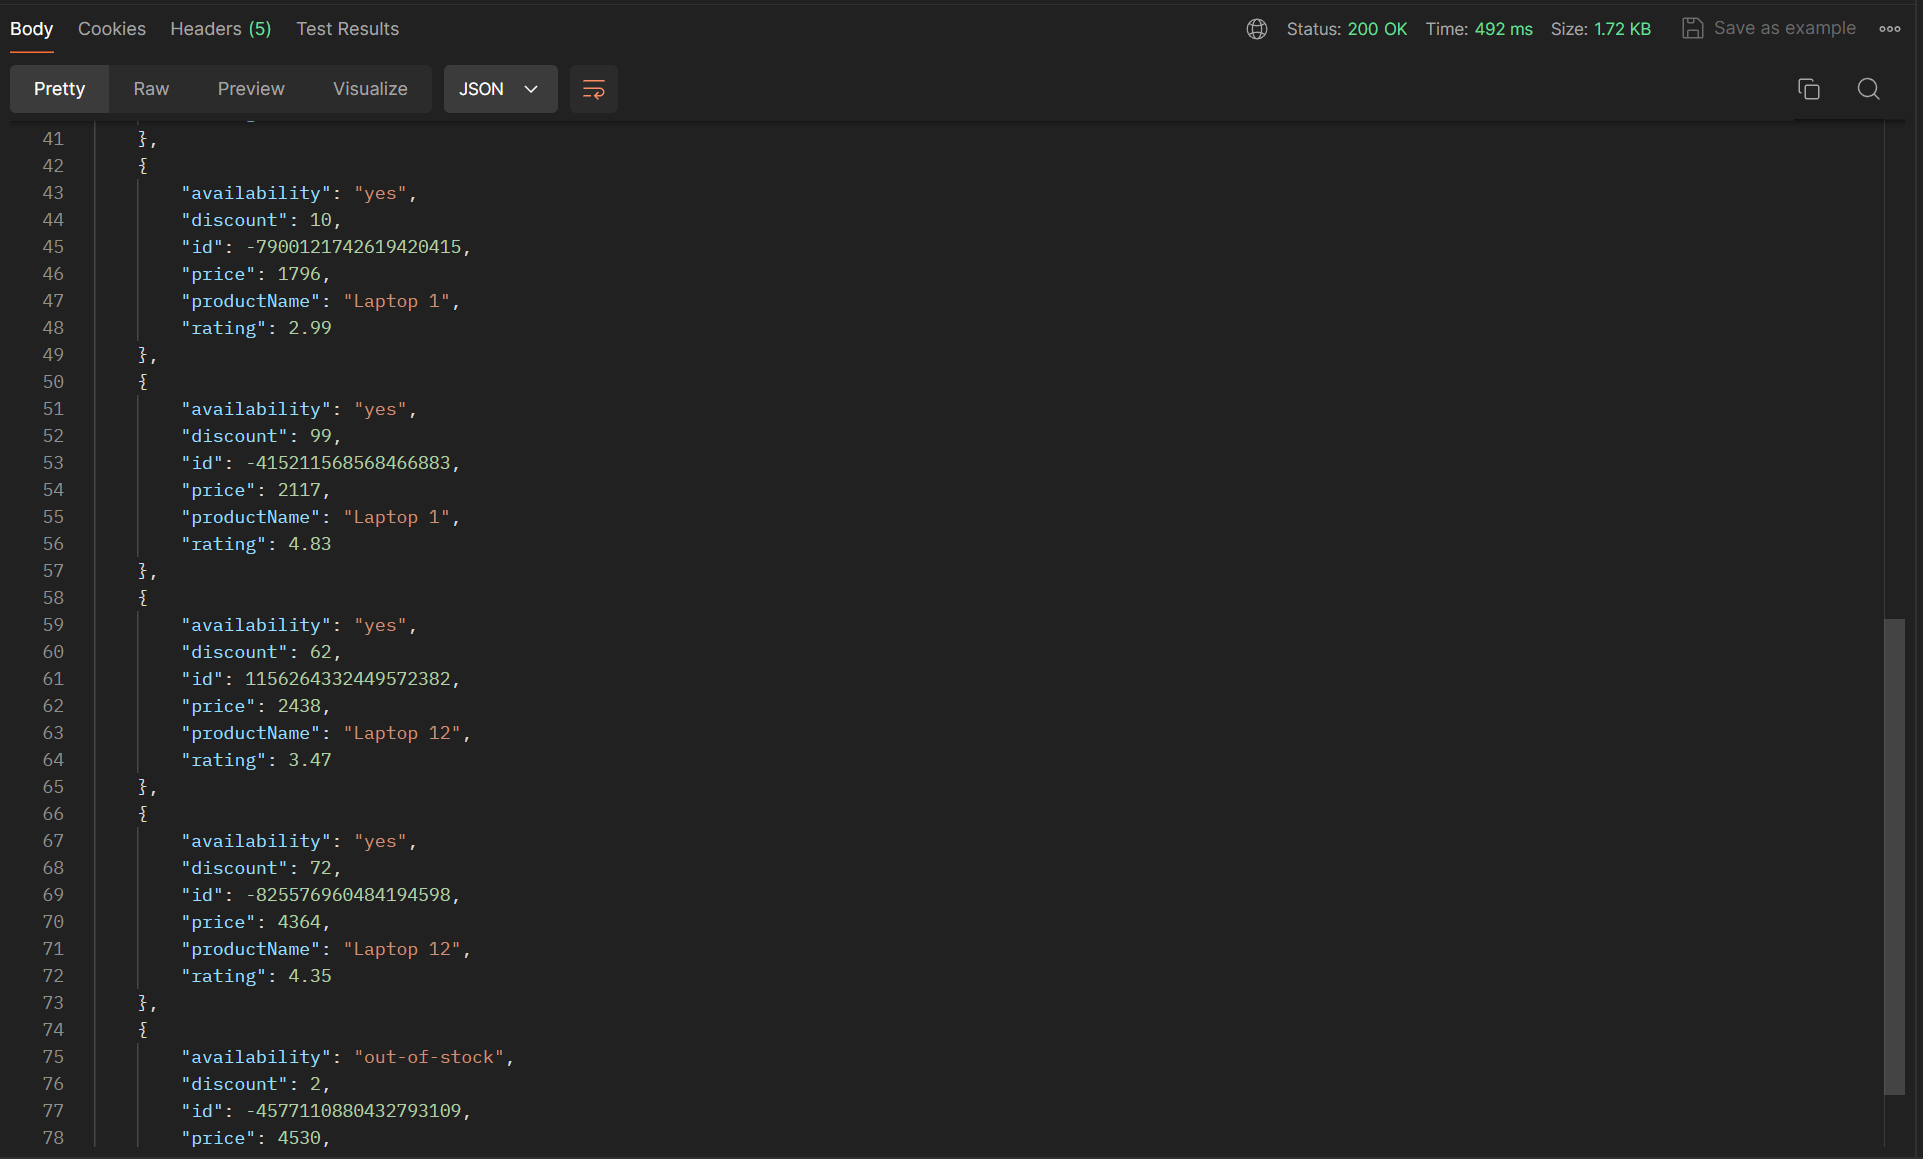 Body Cookies Headers (5) Test Results Status: 200 OK Time: 492 ms Size: 1.72 KB Save as example
Pretty Raw Preview Visualize JSON
41 },
42 {
43 "availability": "yes",
44 "discount": 10,
45 "id": -7900121742619420415,
46 "price": 1796,
47 "productName": "Laptop 1",
48 "rating": 2.99
49 },
50 {
51 "availability": "yes",
52 "discount": 99,
53 "id": -415211568568466883,
54 "price": 2117,
55 "productName": "Laptop 1",
56 "rating": 4.83
57 },
58 {
59 "availability": "yes",
60 "discount": 62,
61 "id": 1156264332449572382,
62 "price": 2438,
63 "productName": "Laptop 12",
64 "rating": 3.47
65 },
66 {
67 "availability": "yes",
68 "discount": 72,
69 "id": -825576960484194598,
70 "price": 4364,
71 "productName": "Laptop 12",
72 "rating": 4.35
73 },
74 {
75 "availability": "out-of-stock",
76 "discount": 2,
77 "id": -4577110880432793109,
78 "price": 4530,